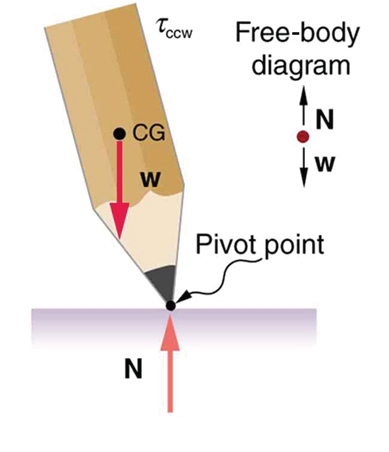 τccw
Free-body
diagram
N
w
CG
w
Pivot point
N